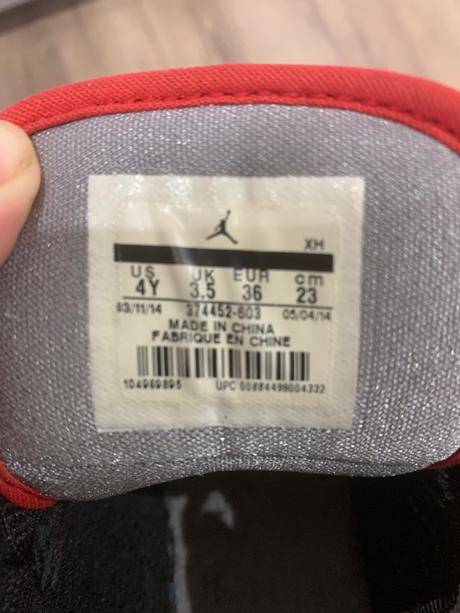 XH
US UK EUR cm
4Y 3.5 36 23
03/11/14 374452-603 05/04/14
MADE IN CHINA
FABRIQUE EN CHINE
104969895 UPC 00884499004332